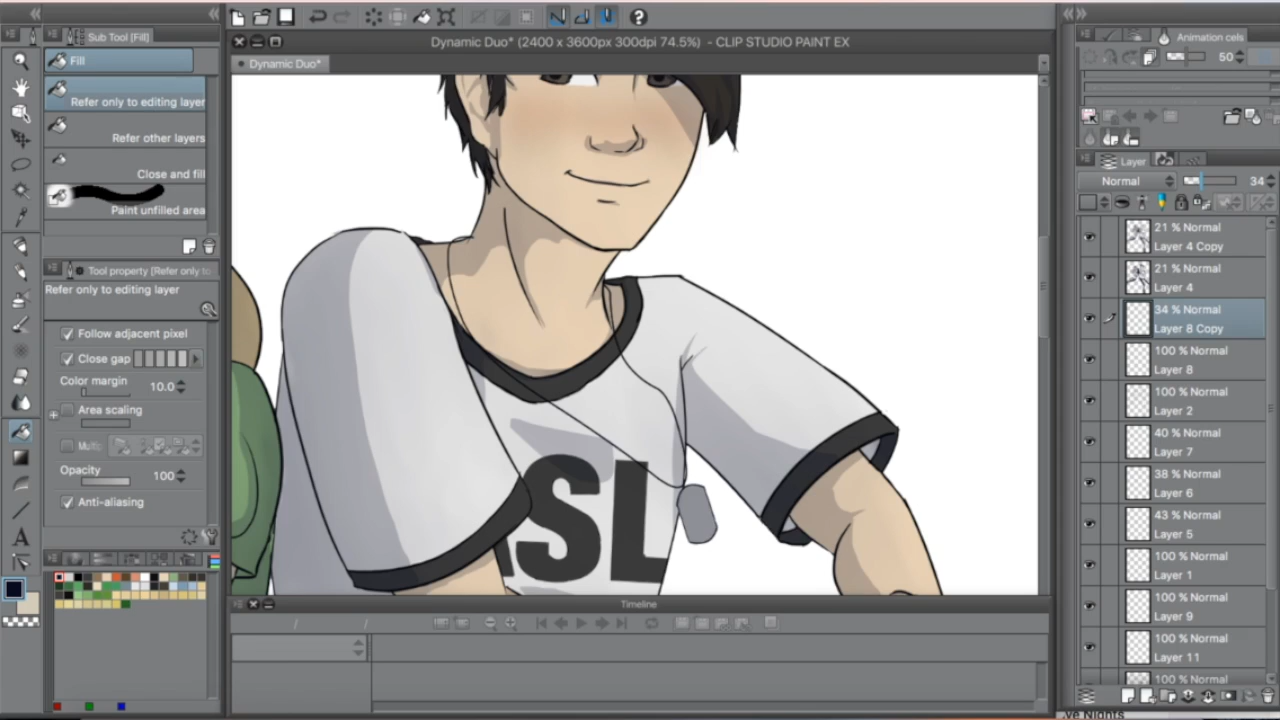 Sub Tool [Fill]
Fill
Refer only to editing layer
Refer other layers
Close and fill
Paint unfilled area
Tool property [Refer only to
Refer only to editing layer
Follow adjacent pixel
Close gap
Color margin 10.0
Area scaling
Opacity 100
Anti-aliasing
Dynamic Duo* (2400 x 3600px 300dpi 74.5%) - CLIP STUDIO PAINT EX
Dynamic Duo*
ASL
Timeline
/ /
Animation cels
50
Layer
Normal 34
21 % Normal
Layer 4 Copy
21 % Normal
Layer 4
34 % Normal
Layer 8 Copy
100 % Normal
Layer 8
100 % Normal
Layer 2
40 % Normal
Layer 7
38 % Normal
Layer 6
43 % Normal
Layer 5
100 % Normal
Layer 1
100 % Normal
Layer 9
100 % Normal
Layer 11
100 % Normal